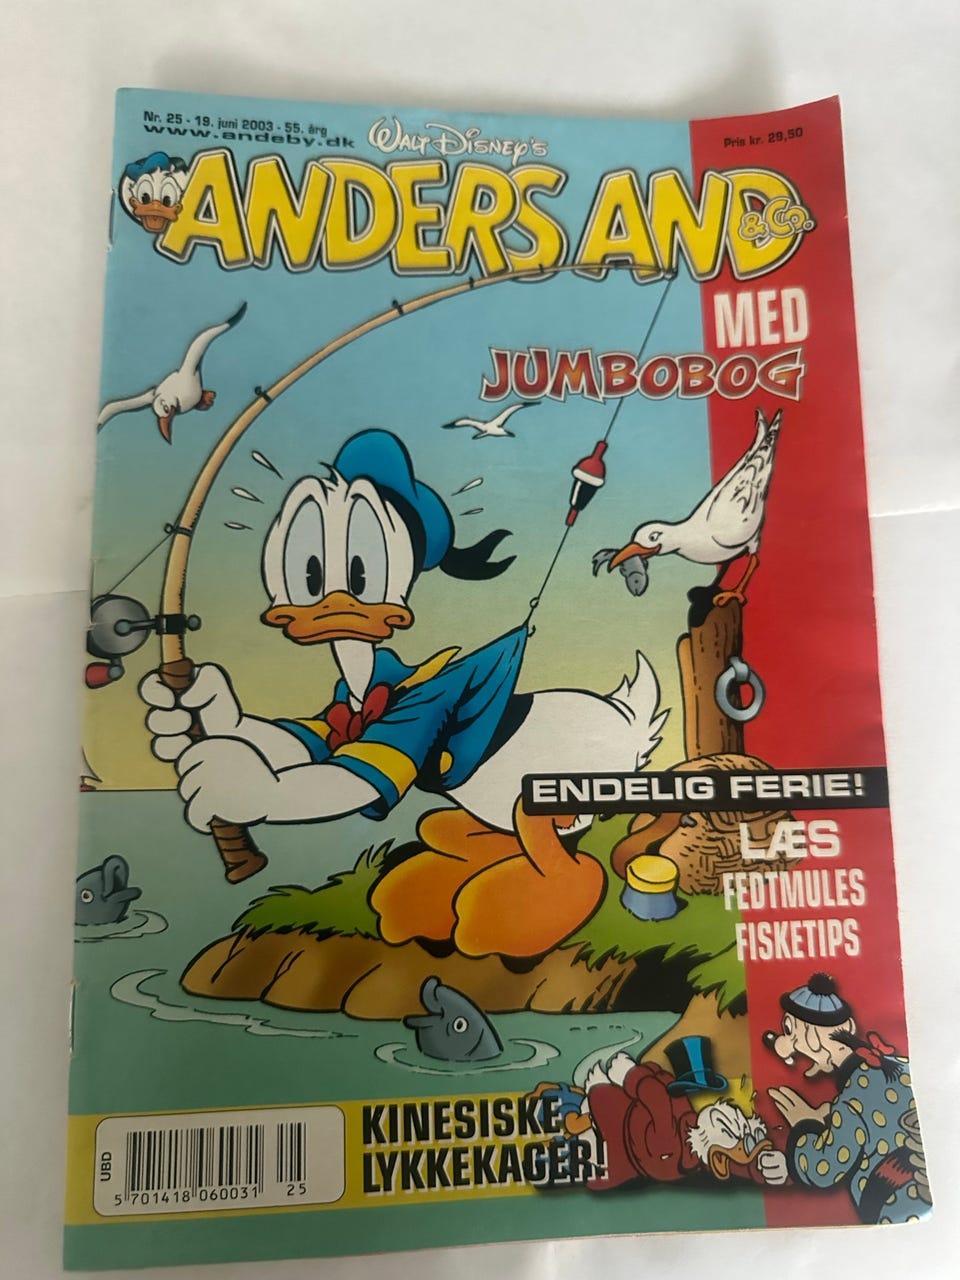 Nr. 25 - 19. juni 2003 - 55. årg
www.andeby.dk
WALT DISNEY'S
Pris kr. 29,50
ANDERS AND
& Co.
MED
JUMBOBOG
ENDELIG FERIE!
LÆS
FEDTMULES
FISKETIPS
KINESISKE
LYKKEKAGER!
UBD
5 701418 060031 25